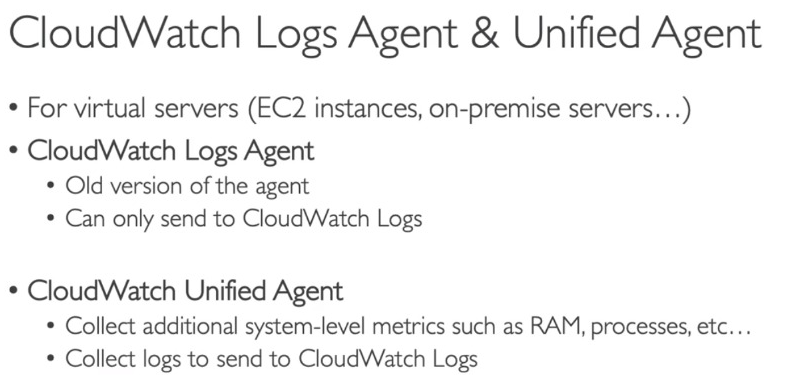 CloudWatch Logs Agent & Unified Agent
• For virtual servers (EC2 instances, on-premise servers…)
• CloudWatch Logs Agent
• Old version of the agent
• Can only send to CloudWatch Logs
• CloudWatch Unified Agent
• Collect additional system-level metrics such as RAM, processes, etc…
• Collect logs to send to CloudWatch Logs